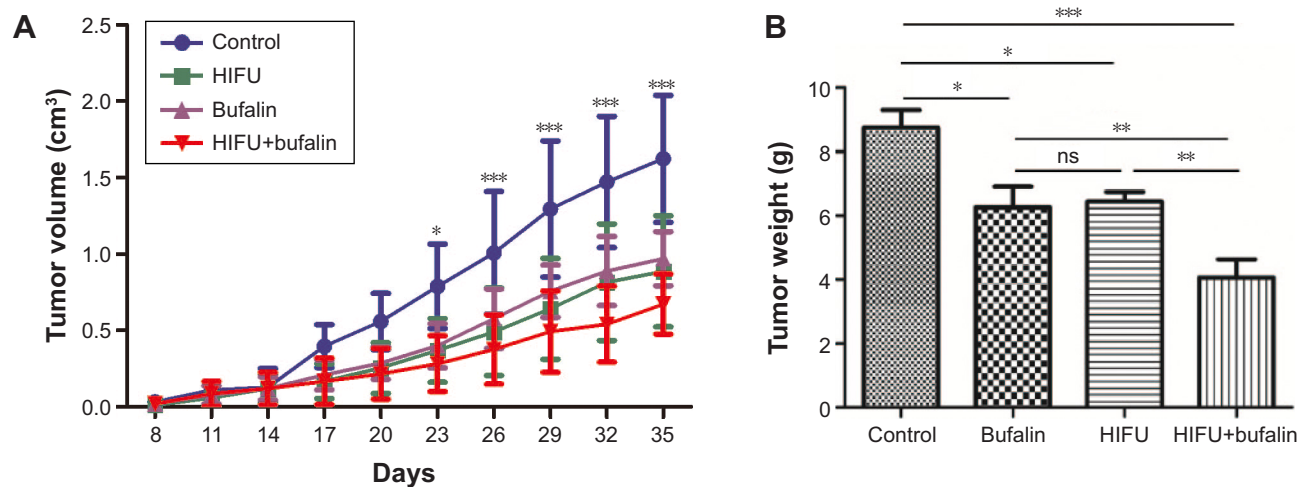 A
Tumor volume (cm³)
2.5
2.0
1.5
1.0
0.5
0.0
Control
HIFU
Bufalin
HIFU+bufalin
*
***
***
***
***
8 11 14 17 20 23 26 29 32 35
Days
B
Tumor weight (g)
10
8
6
4
2
0
***
*
*
**
ns
**
Control Bufalin HIFU HIFU+bufalin